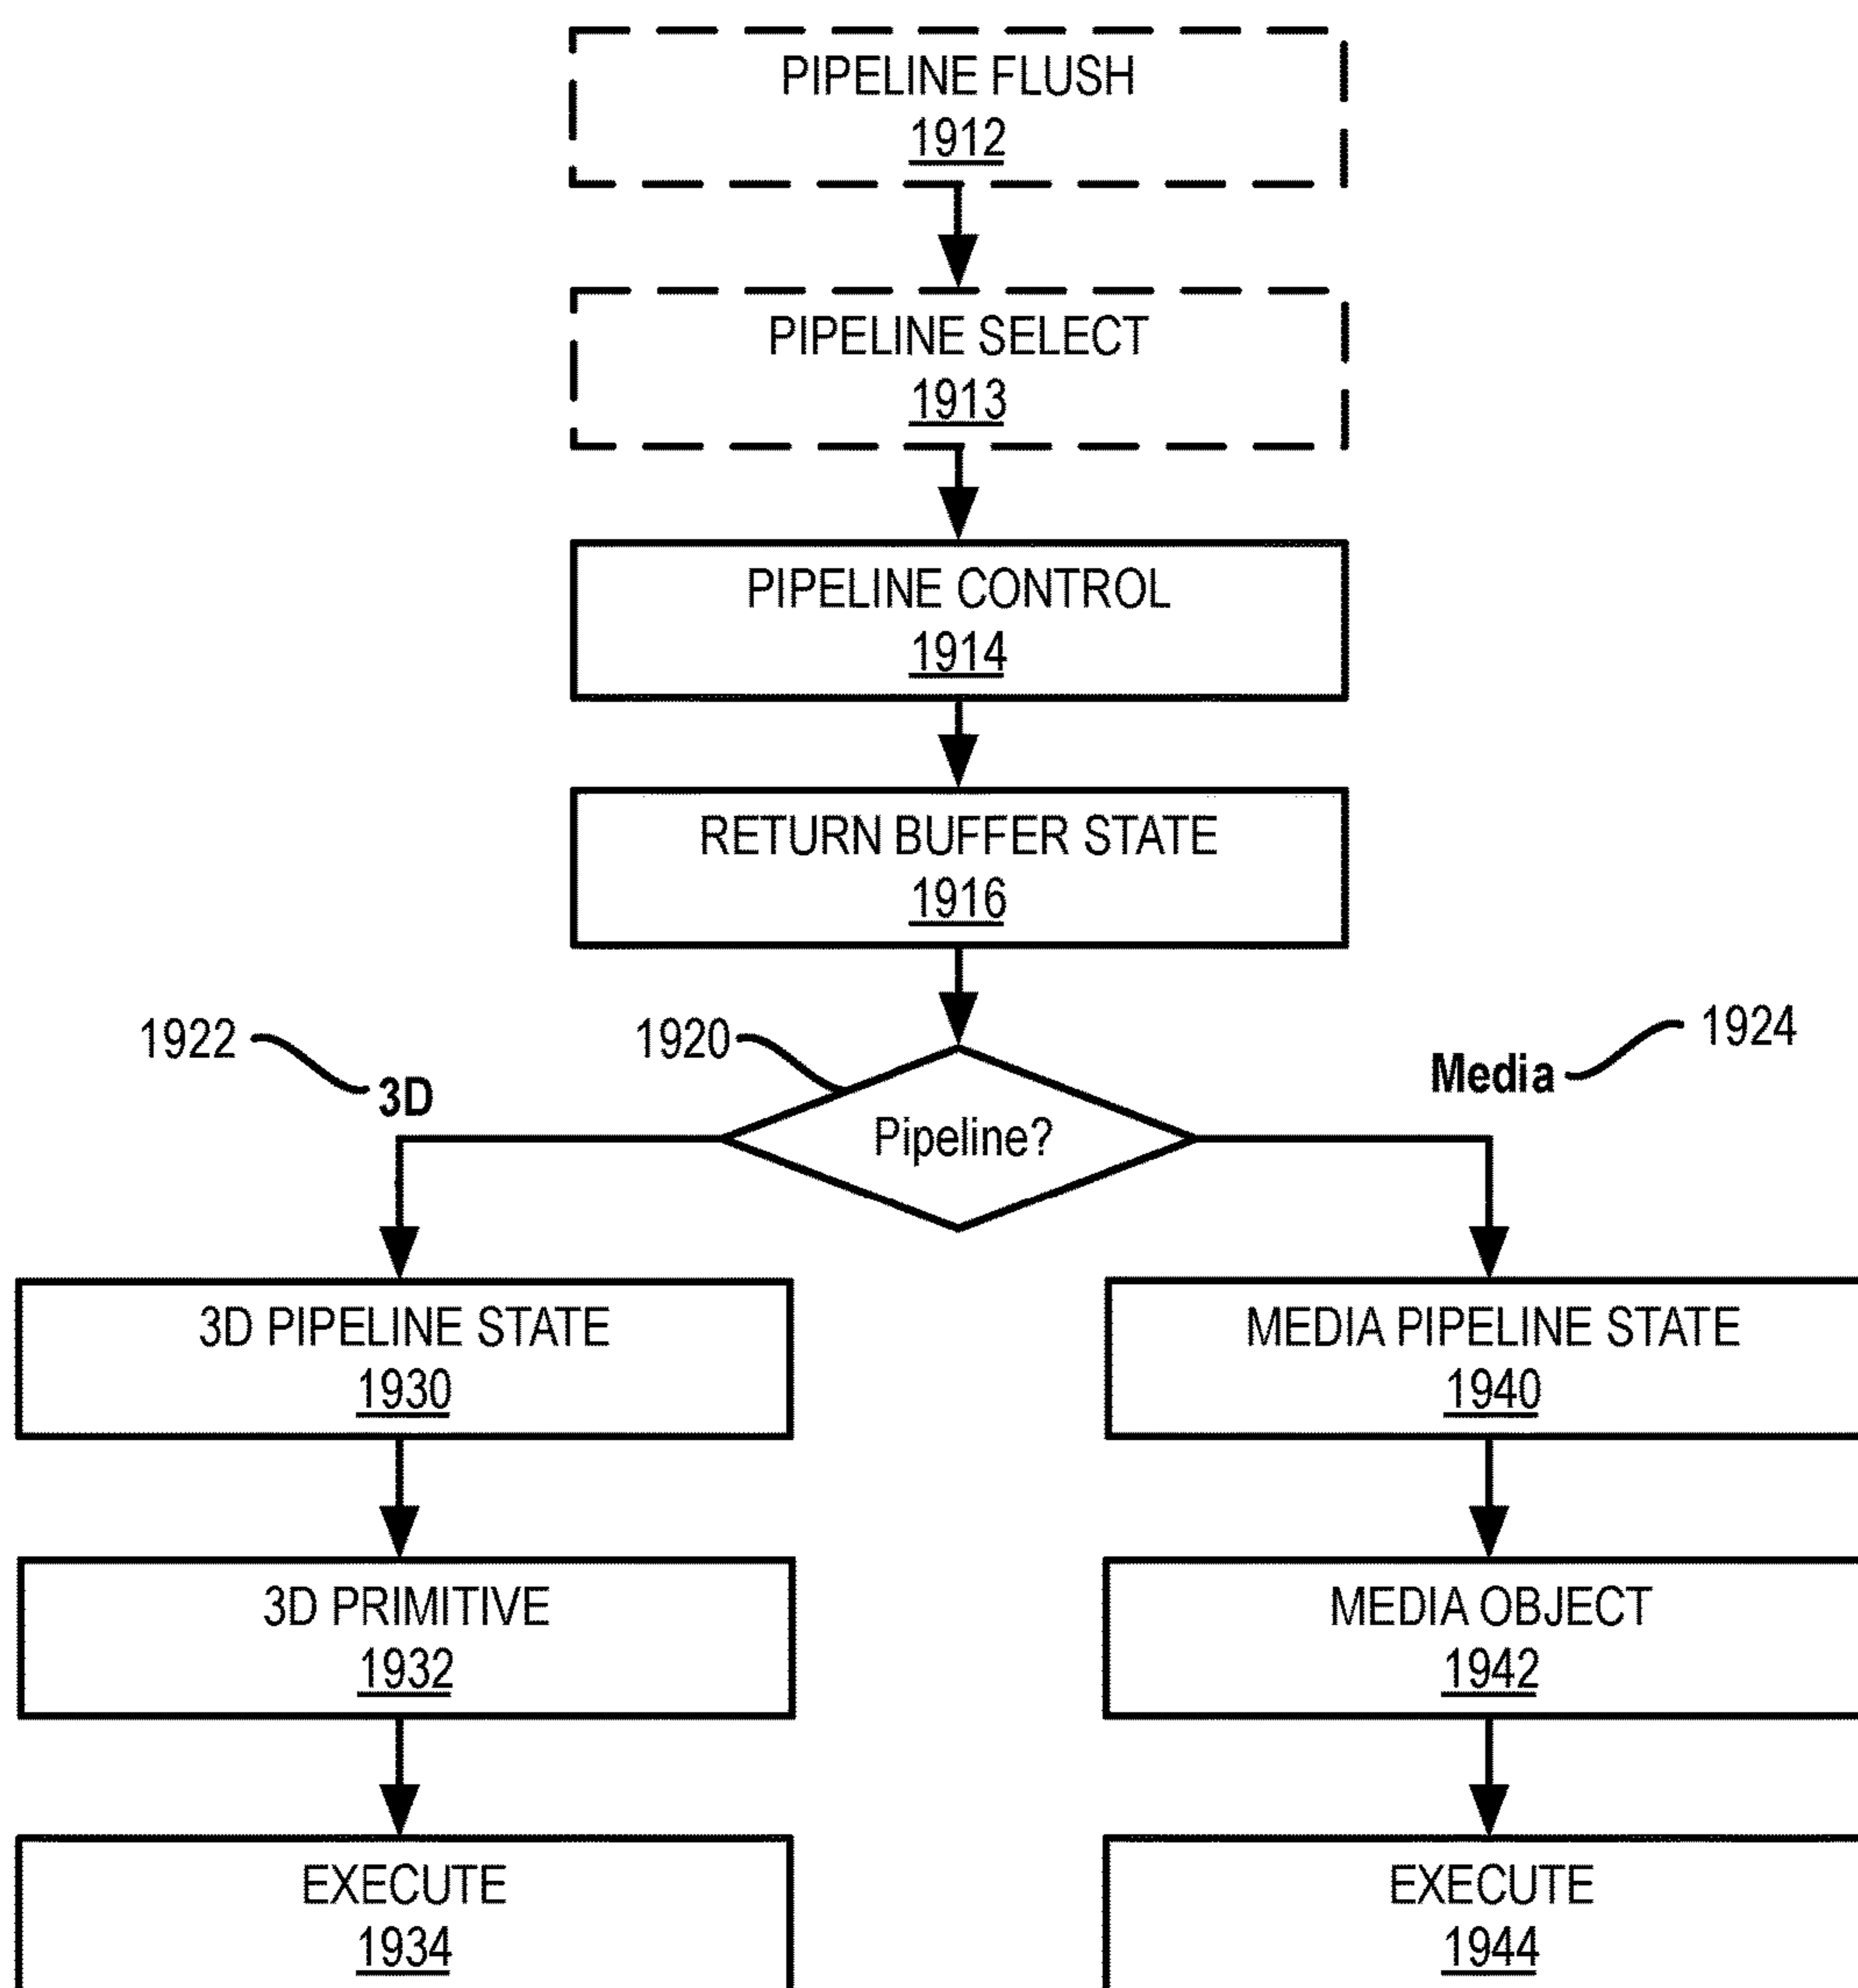 PIPELINE FLUSH
1912
PIPELINE SELECT
1913
PIPELINE CONTROL
1914
RETURN BUFFER STATE
1916
1922
3D
1920
Pipeline?
Media
1924
3D PIPELINE STATE
1930
MEDIA PIPELINE STATE
1940
3D PRIMITIVE
1932
MEDIA OBJECT
1942
EXECUTE
1934
EXECUTE
1944